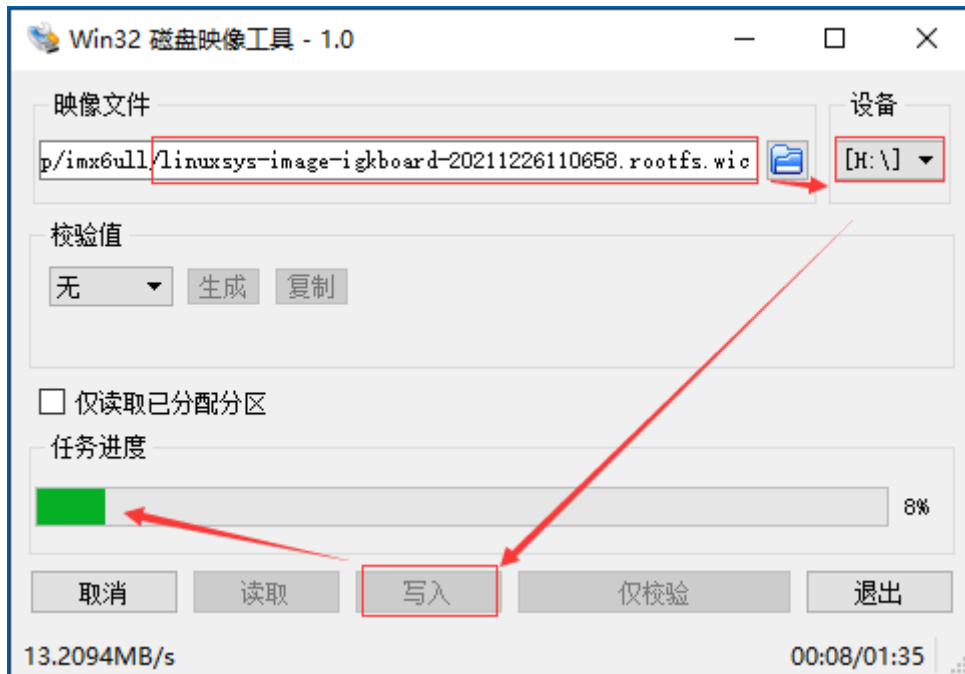 Win32 磁盘映像工具 - 1.0
映像文件
设备
p/imx6ull/linuxsys-image-igkboard-20211226110658.rootfs.wic
[H:\]
校验值
无
生成
复制
仅读取已分配分区
任务进度
8%
取消
读取
写入
仅校验
退出
13.2094MB/s
00:08/01:35